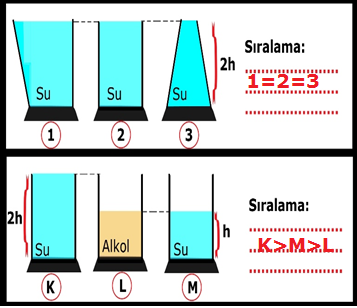 Sıralama:
2h
1=2=3
Su Su Su
1 2 3
Sıralama:
2h
h
K>M>L
Su Alkol Su
K L M